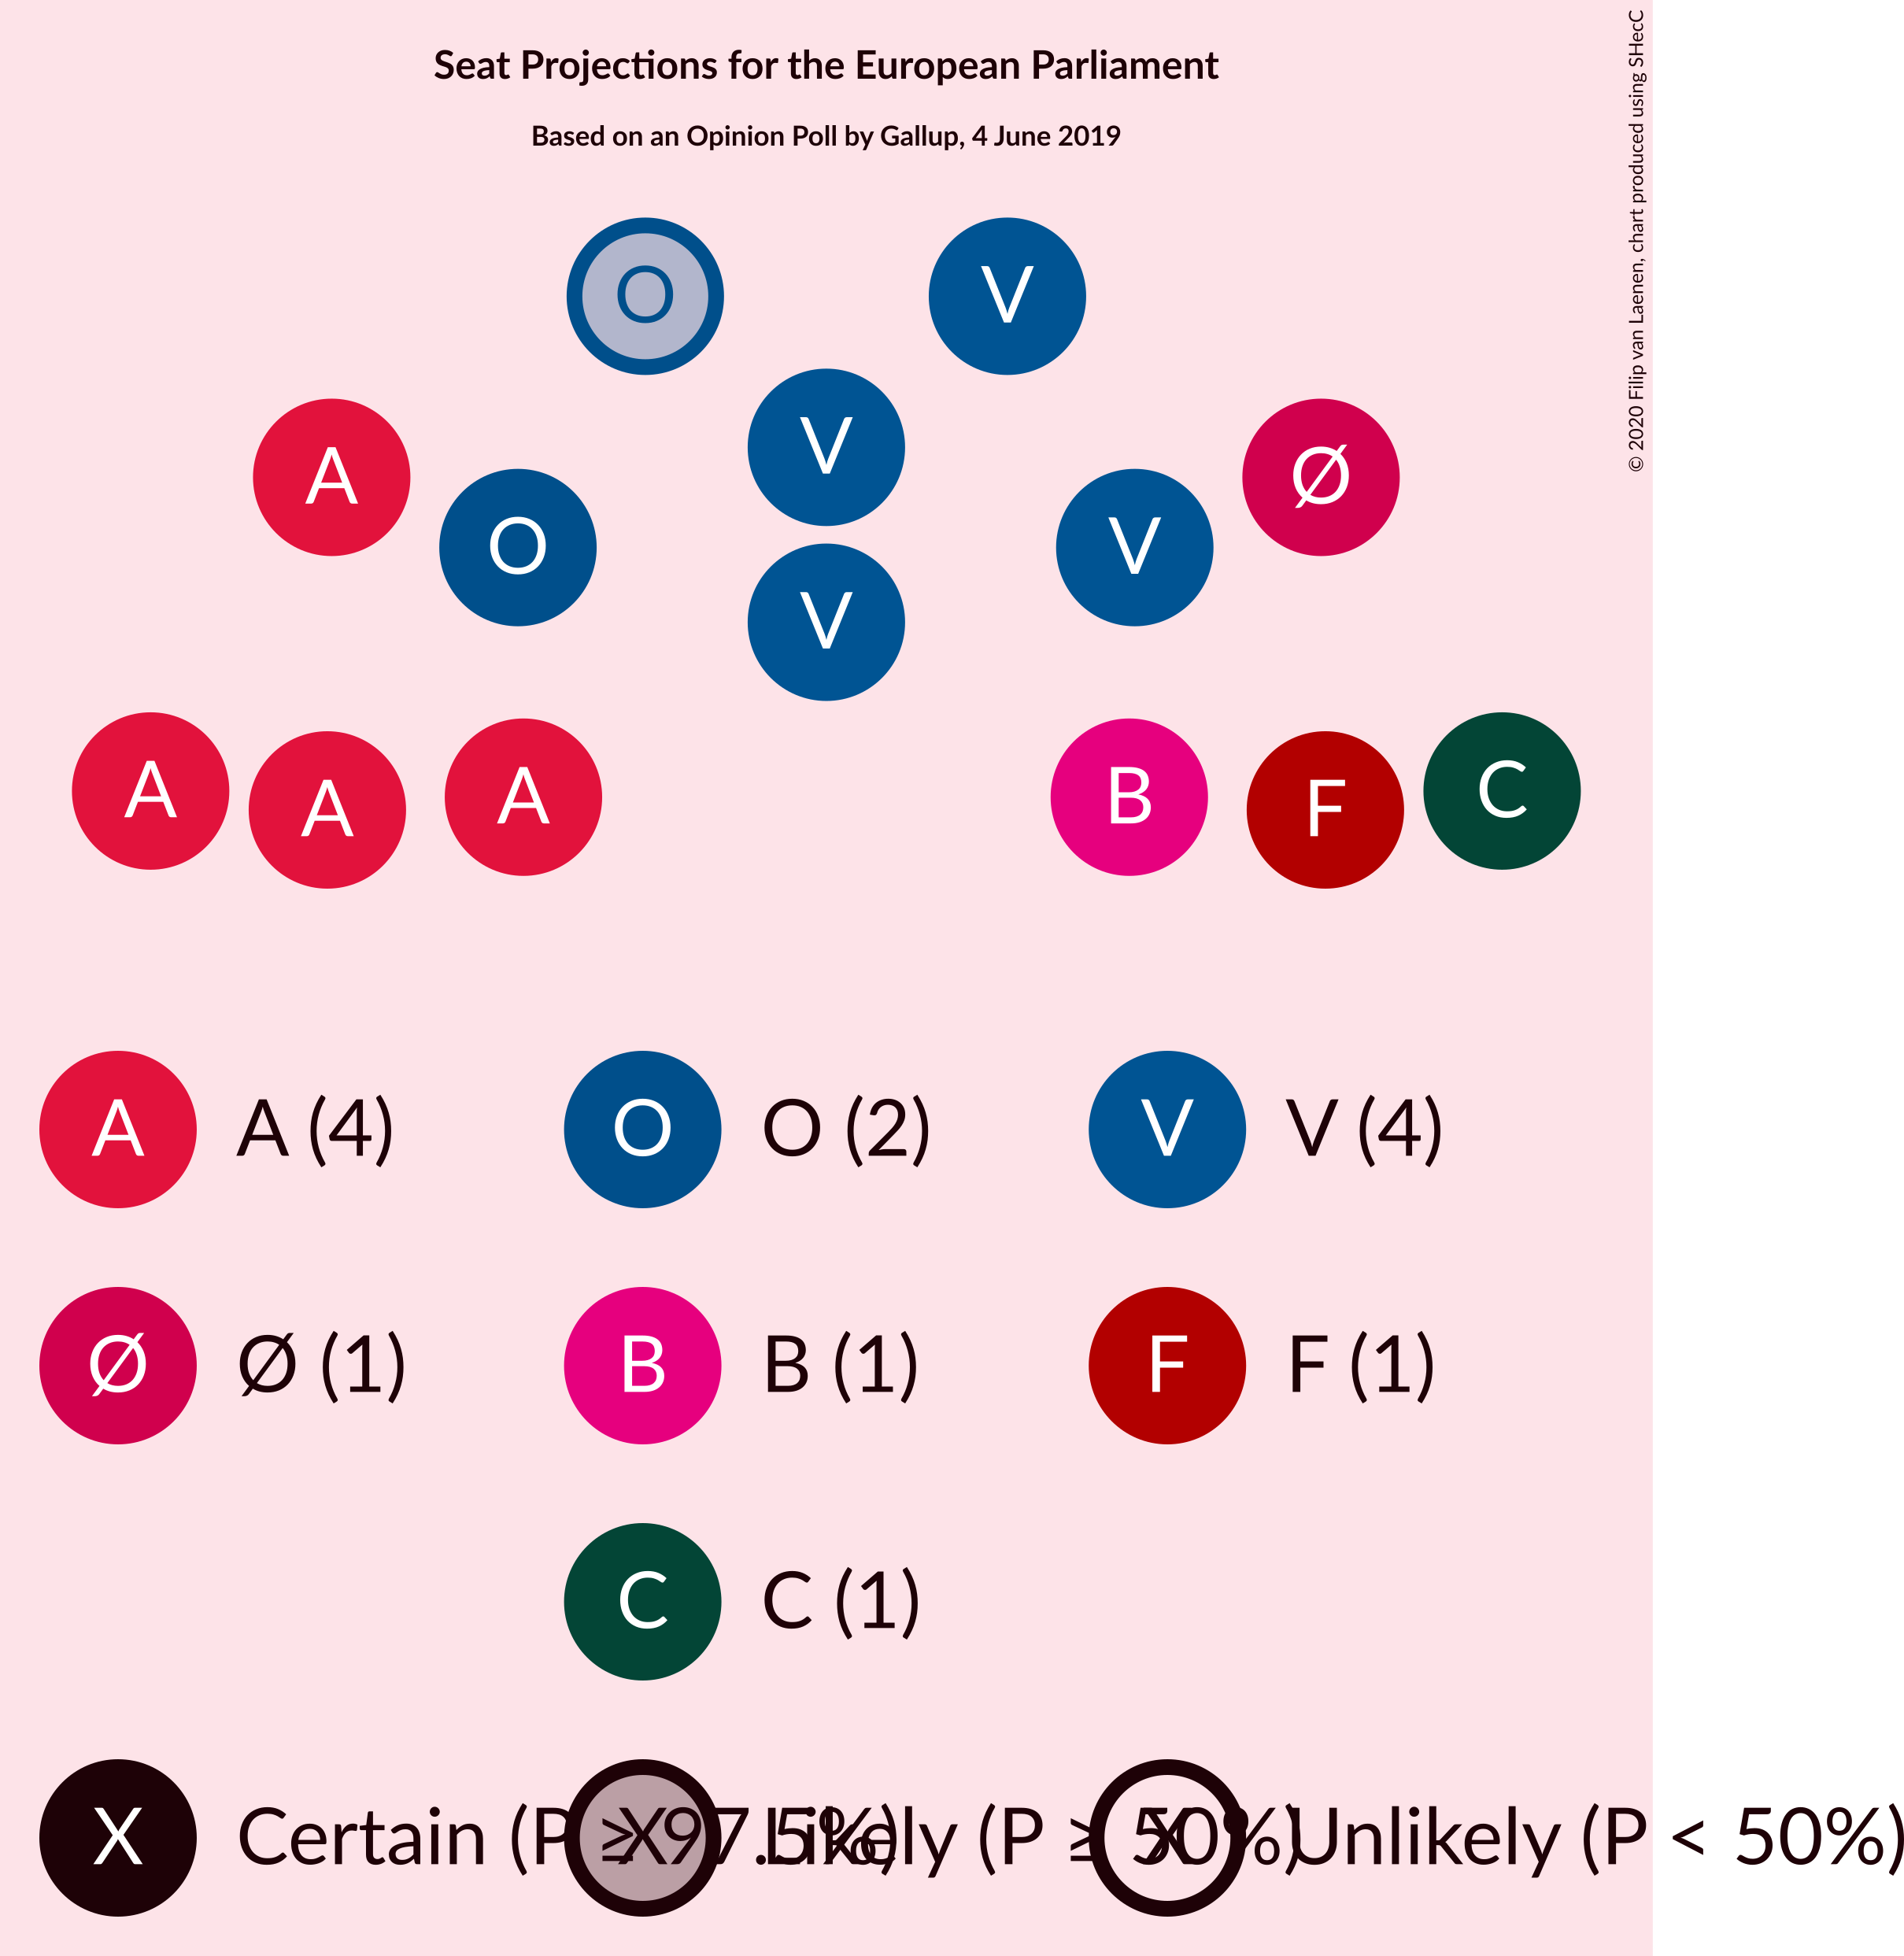 Seat Projections for the European Parliament
Based on an Opinion Poll by Gallup, 4 June 2019
© 2020 Filip van Laenen, chart produced using SHecC
O V
V
A Ø
O V
V
A A A B F C
A A (4) O O (2) V V (4)
Ø Ø (1) B B (1) F F (1)
C C (1)
X Certain (P ≥ 97.5%) X Likely (P ≥ 50%) X Unlikely (P < 50%)